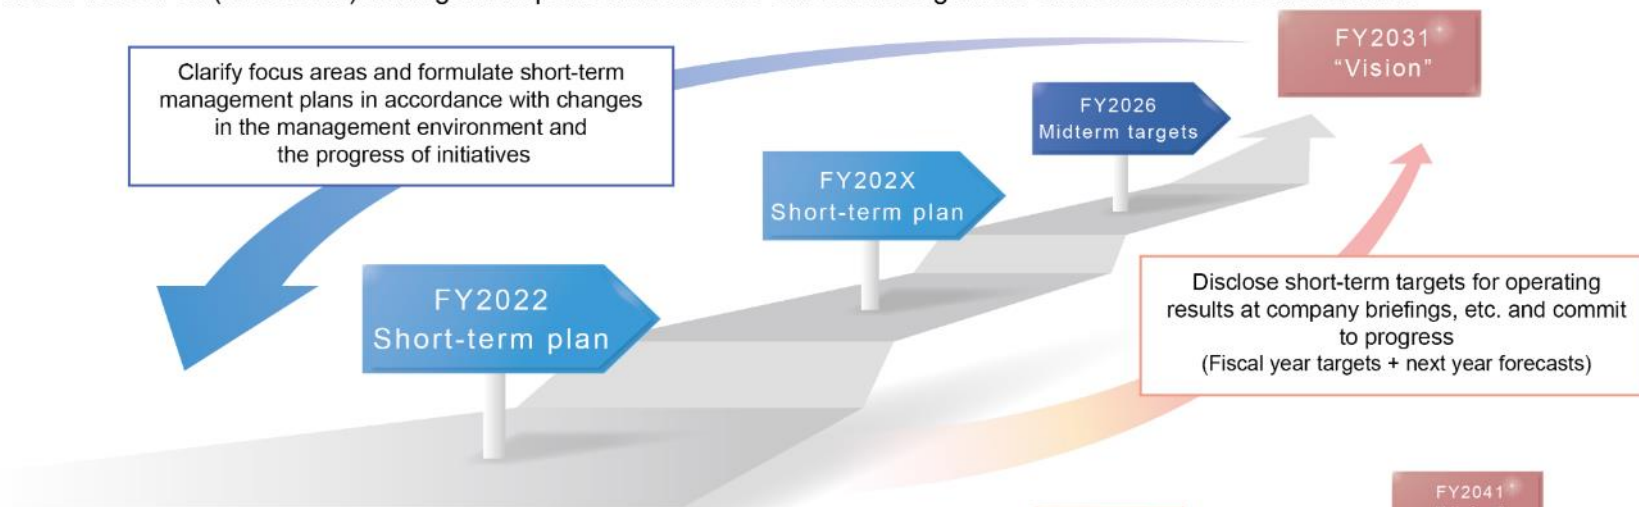 FY2031
“Vision”
Clarify focus areas and formulate short-term
management plans in accordance with changes
in the management environment and
the progress of initiatives
FY2026
Midterm targets
FY202X
Short-term plan
FY2022
Short-term plan
Disclose short-term targets for operating
results at company briefings, etc. and commit
to progress
(Fiscal year targets + next year forecasts)
FY2041